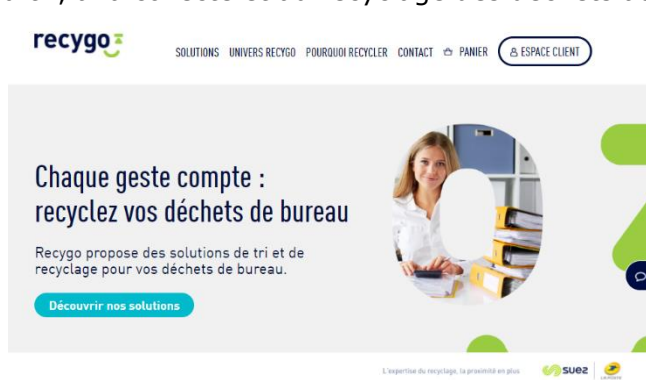 recygo
SOLUTIONS UNIVERS RECYGO POURQUOI RECYCLER CONTACT PANIER ESPACE CLIENT
Chaque geste compte :
recyclez vos déchets de bureau
Recygo propose des solutions de tri et de
recyclage pour vos déchets de bureau.
Découvrir nos solutions
L'expertise du recyclage, la proximité en plus suez LA POSTE